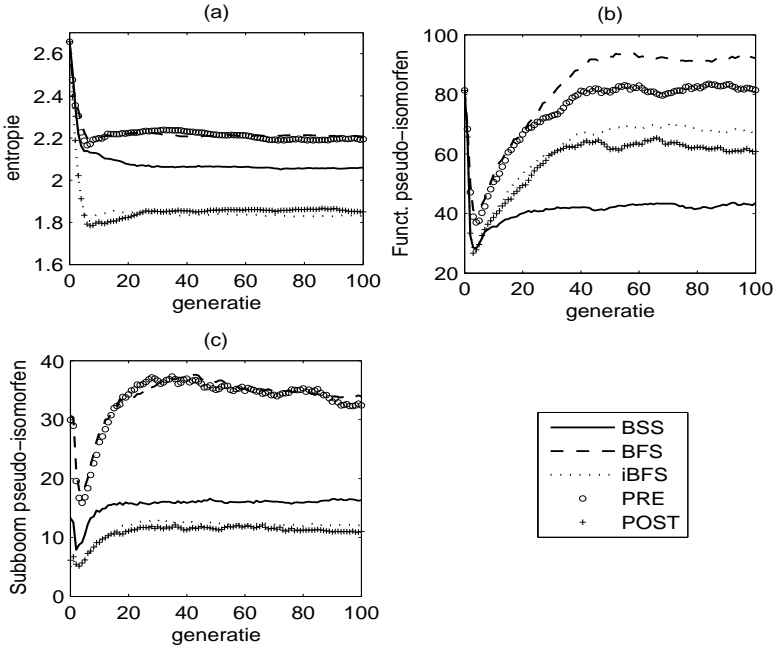 (a)
2.6
2.4
2.2
2
1.8
1.6
entropie
0 20 40 60 80 100
generatie
(b)
100
80
60
40
20
Funct. pseudo-isomorfen
0 20 40 60 80 100
generatie
(c)
40
30
20
10
0
Subboom pseudo-isomorfen
0 20 40 60 80 100
generatie
BSS
BFS
iBFS
PRE
POST